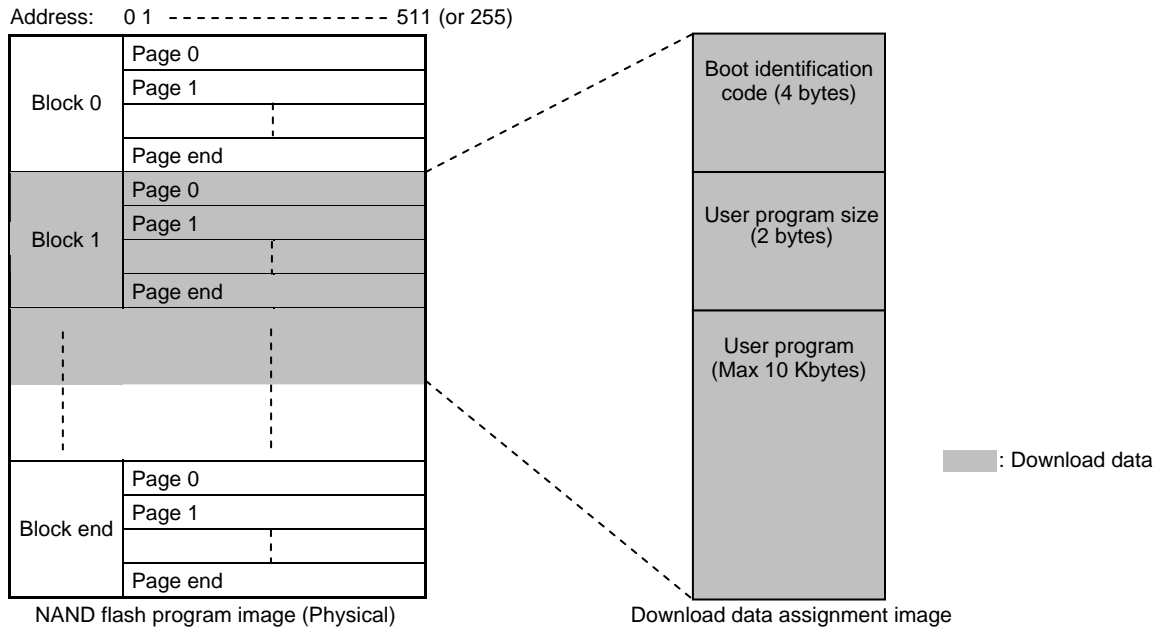 Address: 0 1 511 (or 255)
Block 0
Page 0
Page 1
Page end
Block 1
Page 0
Page 1
Page end
Block end
Page 0
Page 1
Page end
NAND flash program image (Physical)
Boot identification
code (4 bytes)
User program size
(2 bytes)
User program
(Max 10 Kbytes)
Download data assignment image
: Download data